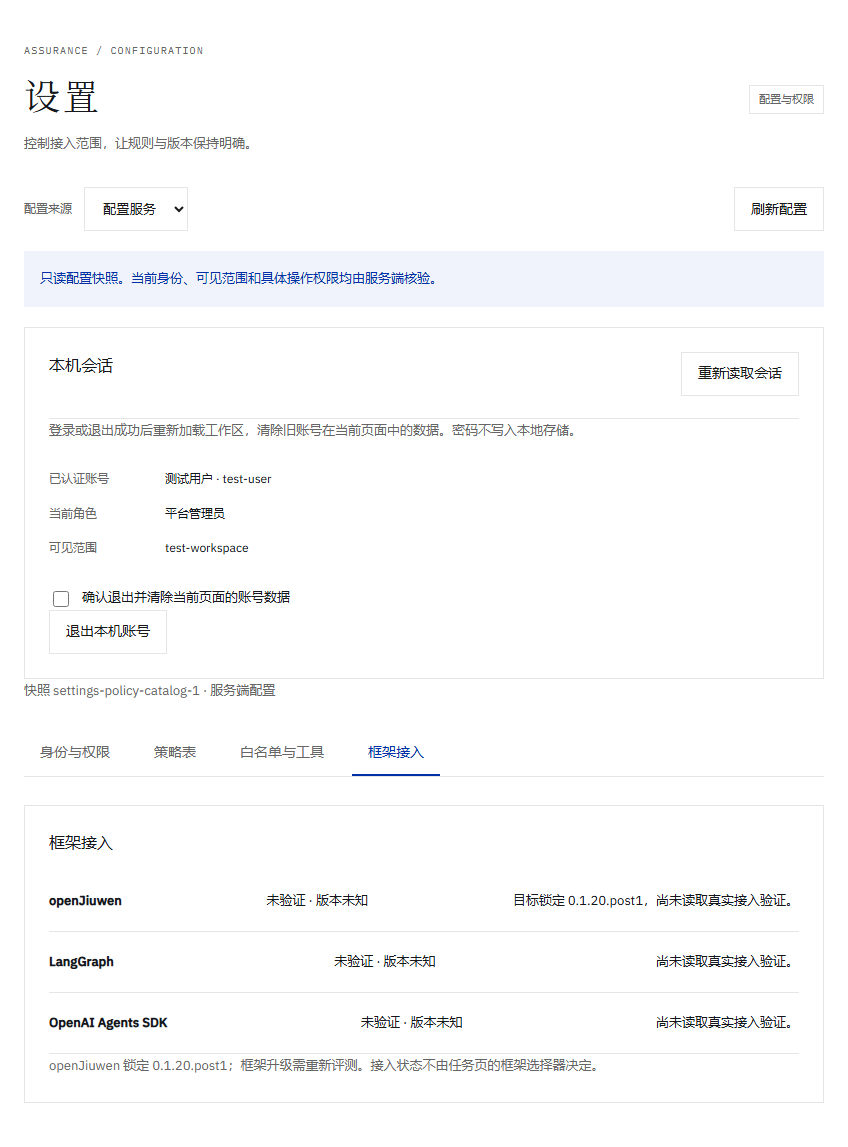 ASSURANCE / CONFIGURATION
设置
配置与权限
控制接入范围，让规则与版本保持明确。
配置来源 配置服务 刷新配置
只读配置快照。当前身份、可见范围和具体操作权限均由服务端核验。
本机会话
重新读取会话
登录或退出成功后重新加载工作区，清除旧账号在当前页面中的数据。密码不写入本地存储。
已认证账号 测试用户 · test-user
当前角色 平台管理员
可见范围 test-workspace
确认退出并清除当前页面的账号数据
退出本机账号
快照 settings-policy-catalog-1 · 服务端配置
身份与权限 策略表 白名单与工具 框架接入
框架接入
openJiuwen 未验证 · 版本未知 目标锁定 0.1.20.post1，尚未读取真实接入验证。
LangGraph 未验证 · 版本未知 尚未读取真实接入验证。
OpenAI Agents SDK 未验证 · 版本未知 尚未读取真实接入验证。
openJiuwen 锁定 0.1.20.post1；框架升级需重新评测。接入状态不由任务页的框架选择器决定。